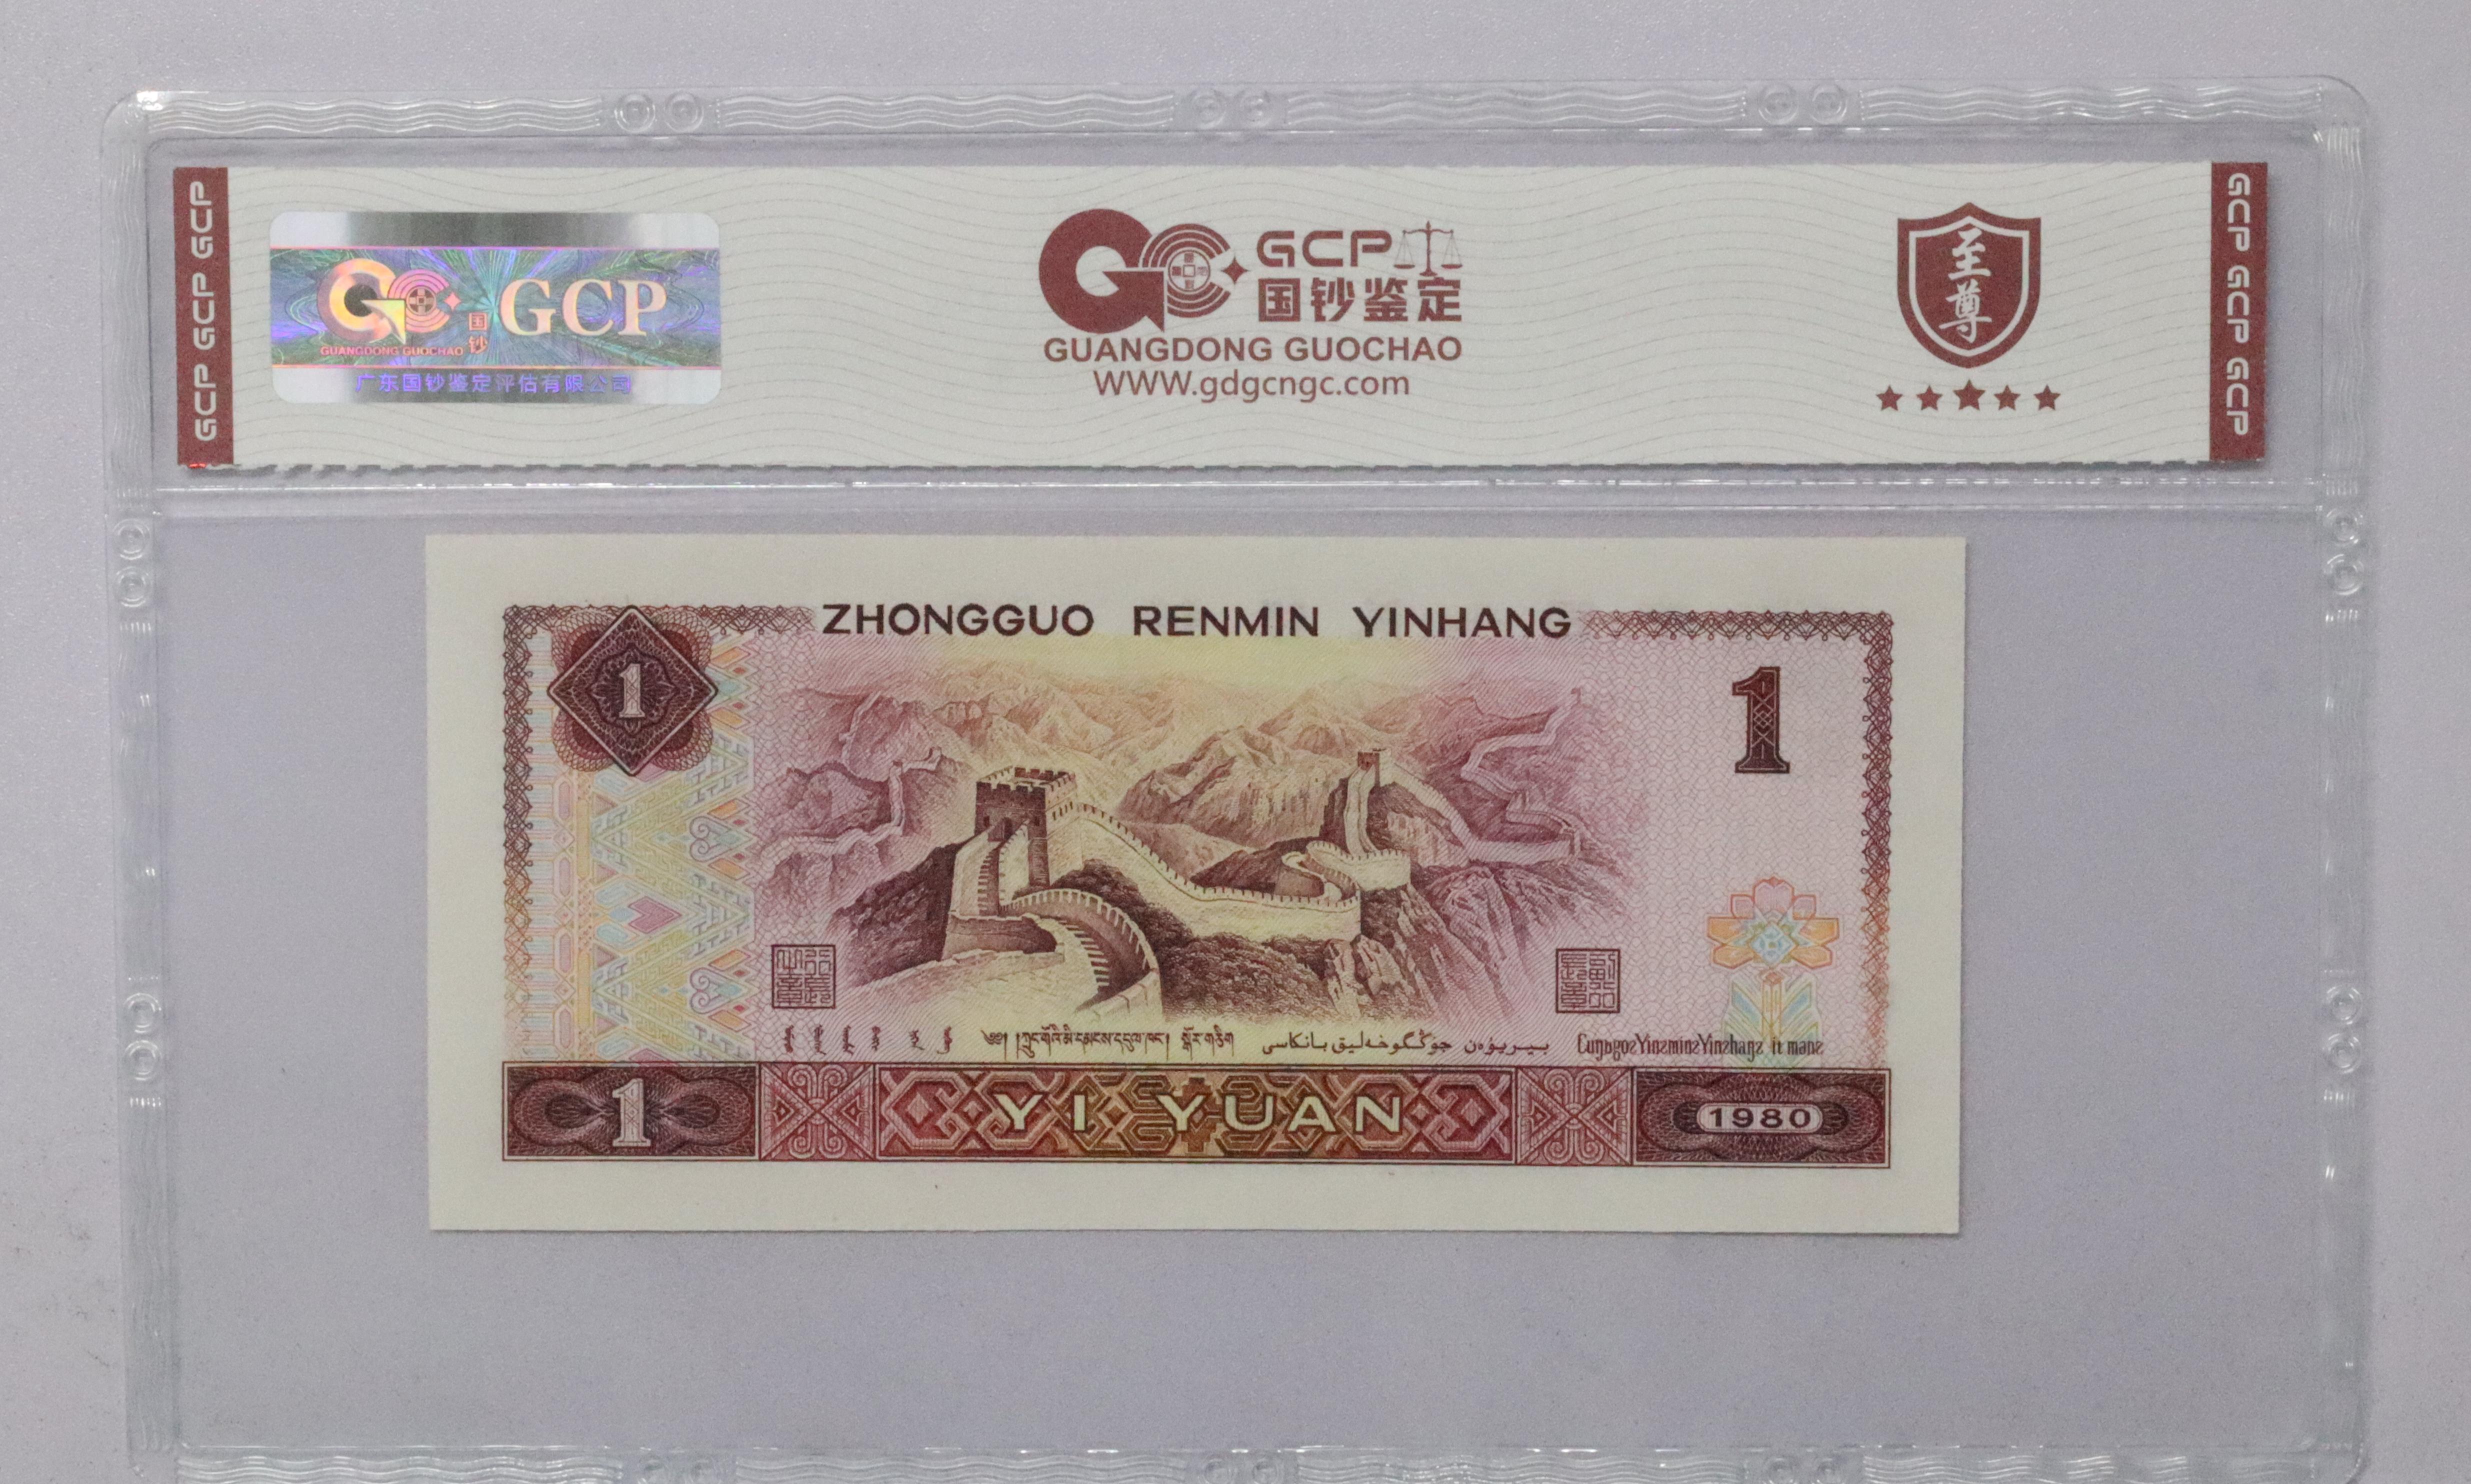 GCP GCP GCP
GCP
国
钞
GUANGDONG GUOCHAO
广东国钞鉴定评估有限公司
GCP
国钞鉴定
GUANGDONG GUOCHAO
WWW.gdgcngc.com
至
尊
GCP GCP GCP
ZHONGGUO RENMIN YINHANG
1
1
YI YUAN
1
1980